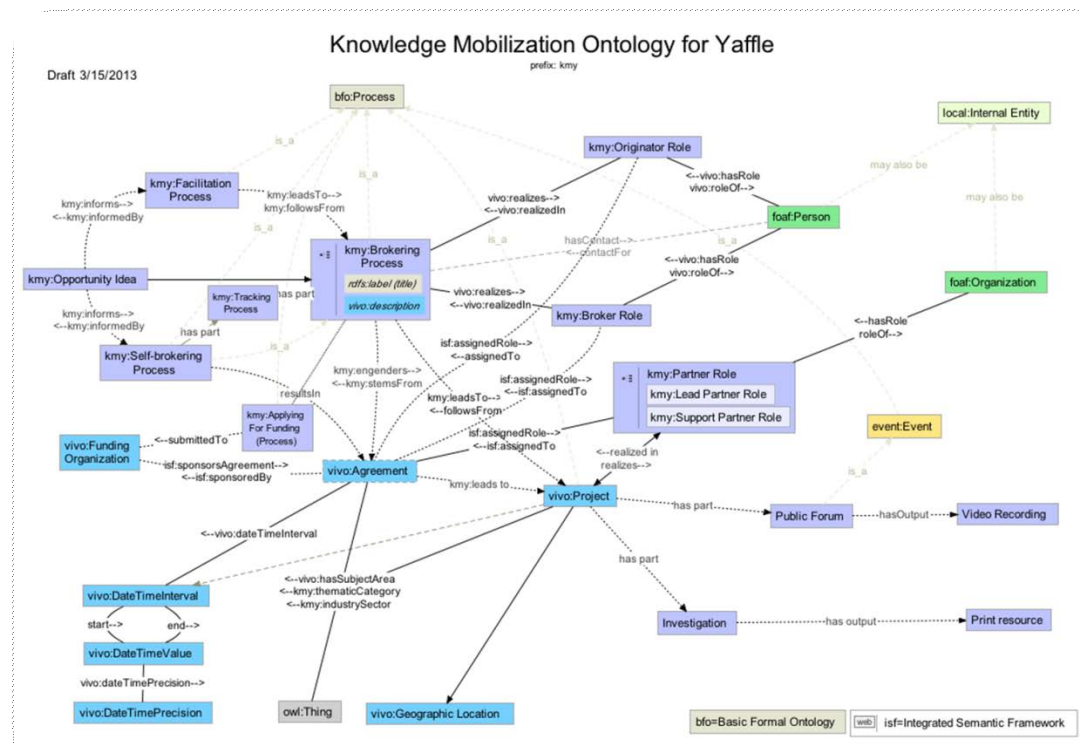 Knowledge Mobilization Ontology for Yaffle
prefix: kmy
Draft 3/15/2013
bfo:Process
local:Internal Entity
is_a
kmy:Originator Role
may also be
<--vivo:hasRole
vivo:roleOf-->
kmy:Facilitation
Process
is_a
kmy:informs-->
<--kmy:informedBy
kmy:leadsTo-->
kmy:followsFrom
vivo:realizes-->
<--vivo:realizedIn
may also be
foaf:Person
is_a
is_a
hasContact-->
<--contactFor
is_a
kmy:Brokering
Process
rdfs:label (title)
vivo:description
<--vivo:hasRole
vivo:roleOf-->
kmy:Opportunity Idea
foaf:Organization
kmy:Tracking
Process
has part
vivo:realizes-->
<--vivo:realizedIn
kmy:Broker Role
kmy:informs-->
<--kmy:informedBy
has part
<--hasRole
roleOf-->
is_a
isf:assignedRole-->
<--assignedTo
kmy:Self-brokering
Process
kmy:engenders-->
<--kmy:stemsFrom
isf:assignedRole-->
<--isf:assignedTo
kmy:Partner Role
kmy:Lead Partner Role
kmy:Support Partner Role
resultsIn
kmy:leadsTo-->
<--followsFrom
kmy:Applying
For Funding
(Process)
event:Event
isf:assignedRole-->
<--isf:assignedTo
vivo:Funding
Organization
<--submittedTo
<--realized in
realizes-->
isf:sponsorsAgreement-->
<--isf:sponsoredBy
vivo:Agreement
is_a
kmy:leads to
vivo:Project
has part
Public Forum
hasOutput
Video Recording
<--vivo:dateTimeInterval
has part
<--vivo:hasSubjectArea
<--kmy:thematicCategory
<--kmy:industrySector
vivo:DateTimeInterval
start-->
end-->
Investigation
has output
Print resource
vivo:DateTimeValue
vivo:dateTimePrecision-->
vivo:DateTimePrecision
owl:Thing
vivo:Geographic Location
bfo=Basic Formal Ontology
web
isf=Integrated Semantic Framework